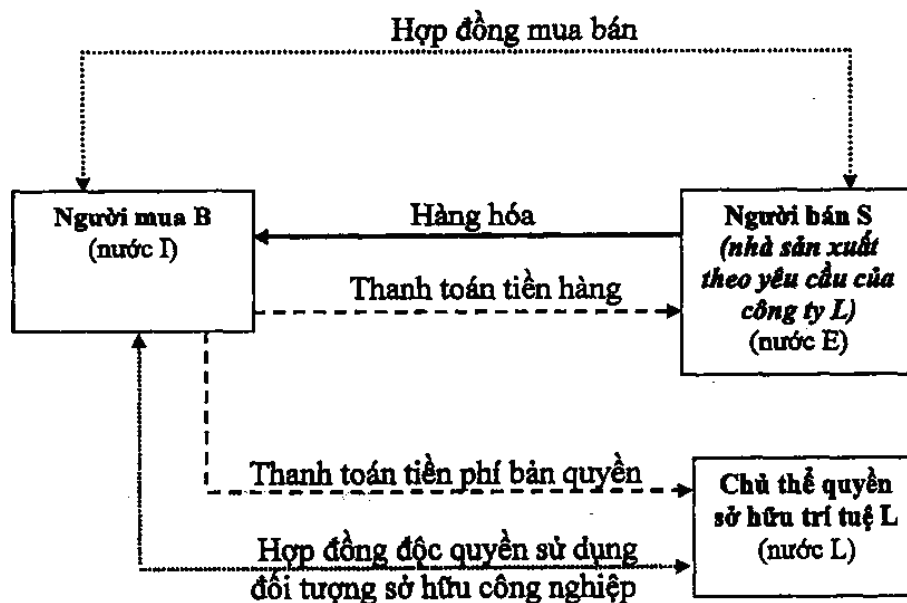 Hợp đồng mua bán
Người mua B
(nước I)
Hàng hóa
Thanh toán tiền hàng
Người bán S
(nhà sản xuất
theo yêu cầu của
công ty L)
(nước E)
Thanh toán tiền phí bản quyền
Hợp đồng độc quyền sử dụng
đối tượng sở hữu công nghiệp
Chủ thể quyền
sở hữu trí tuệ L
(nước L)